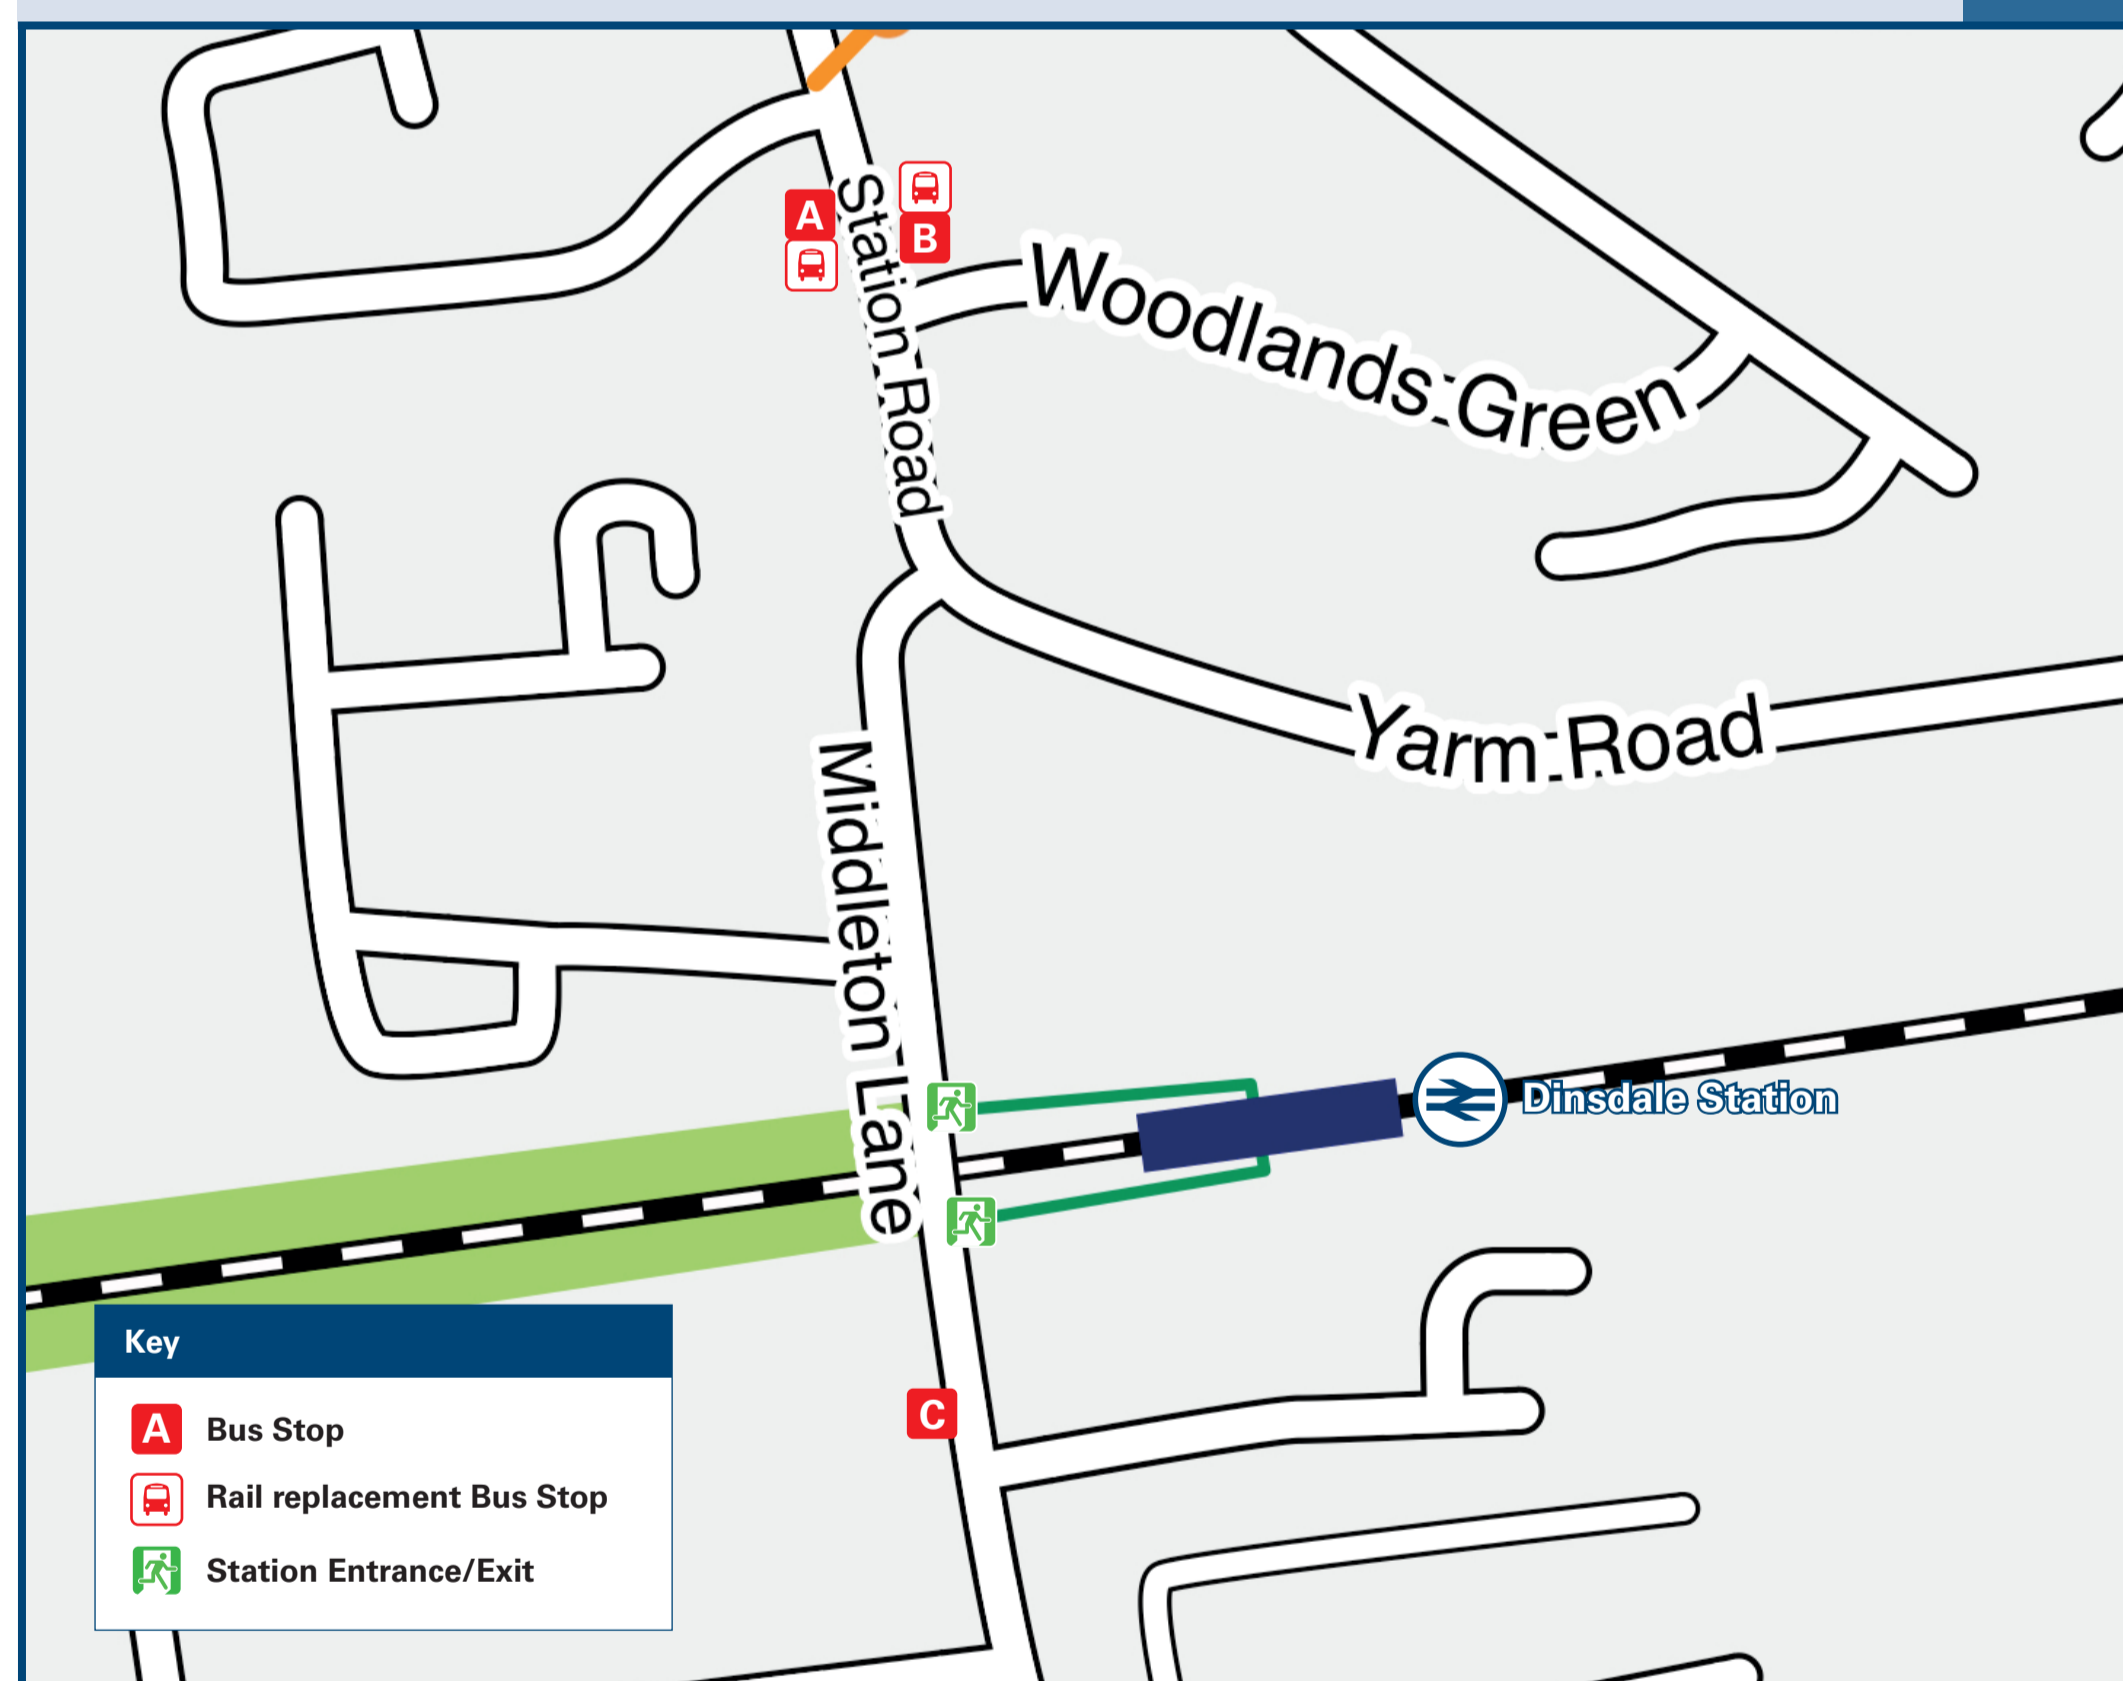 A
B
Station Road
Woodlands Green
Yarm Road
Middleton Lane
Dinsdale Station
C
Key
A Bus Stop
Rail replacement Bus Stop
Station Entrance/Exit